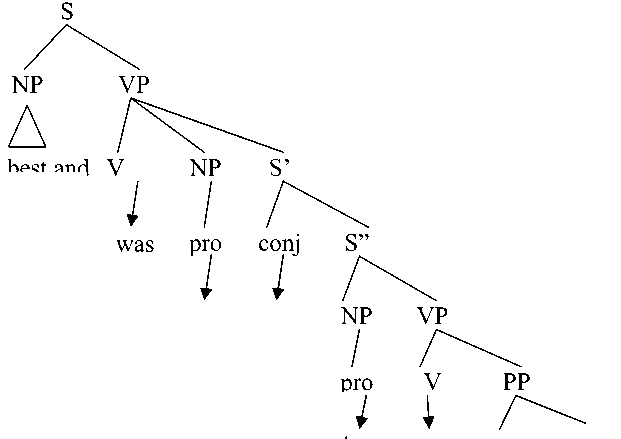 S
NP VP
best and
V NP S’
was pro conj S”
NP VP
pro V PP